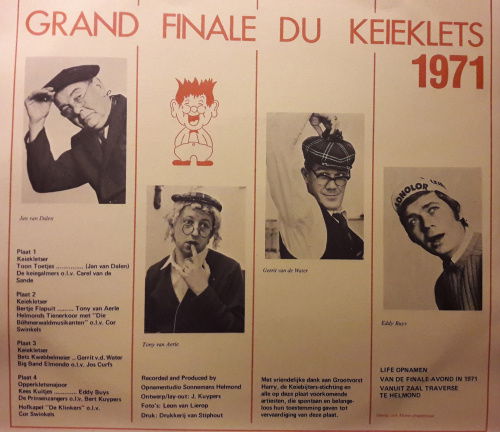 GRAND FINALE DU KEIEKLETS
1971
Jan van Dalen
Plaat 1
Keiekletser
Toon Toetjes .............. (Jan van Dalen)
De keiegalmers o.l.v. Carel van de
Sande
Plaat 2
Keiekletser
Bertje Flapuit ......... Tony van Aerle
Helmonds Tienerkoor met "Die
Böhmerwaldmusikanten" o.l.v. Cor
Swinkels
Plaat 3
Keiekletser
Betz Kwebbelmeier .. Gerrit v.d. Water
Big Band Elmondo o.l.v. Jos Curfs
Plaat 4
Opperkletsmajoor
Kees Kuitjes ........... Eddy Buys
De Prinsenzangers o.l.v. Bert Kuypers
Hofkapel "De Klinkers" o.l.v.
Cor Swinkels
Tony van Aerle
Recorded and Produced by
Opnemenstudio Sonnemans Helmond
Ontwerp/lay-out: J. Kuypers
Foto's: Leon van Lierop
Druk: Drukkerij van Stiphout
Gerrit van de Water
Met vriendelijke dank aan Grootvorst
Harry, de Keiebijters-stichting en
alle op deze plaat voorkomende
artiesten, die spontaan en belange-
loos hun toestemming gaven tot
vervaardiging van deze plaat.
ADNOLOR
Eddy Buys
LIFE OPNAMEN
VAN DE FINALE-AVOND IN 1971
VANUIT ZAAL TRAVERSE
TE HELMOND